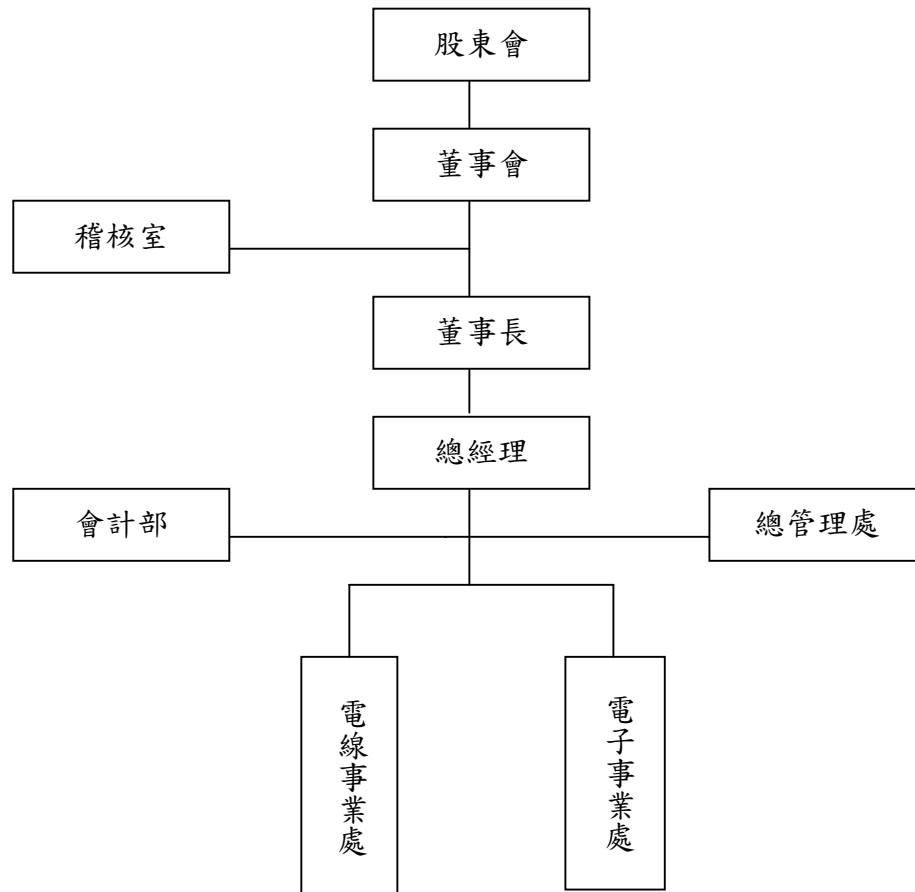 股東會
董事會
稽核室
董事長
總經理
會計部
總管理處
電線事業處
電子事業處